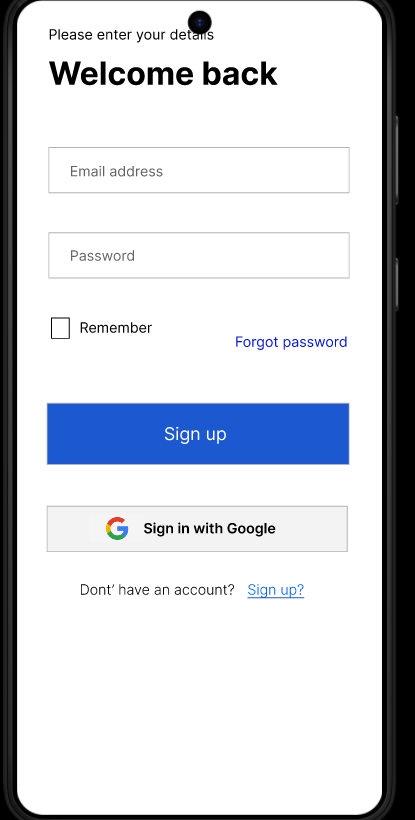 Please enter your details
Welcome back
Email address
Password
Remember
Forgot password
Sign up
Sign in with Google
Dont’ have an account? Sign up?